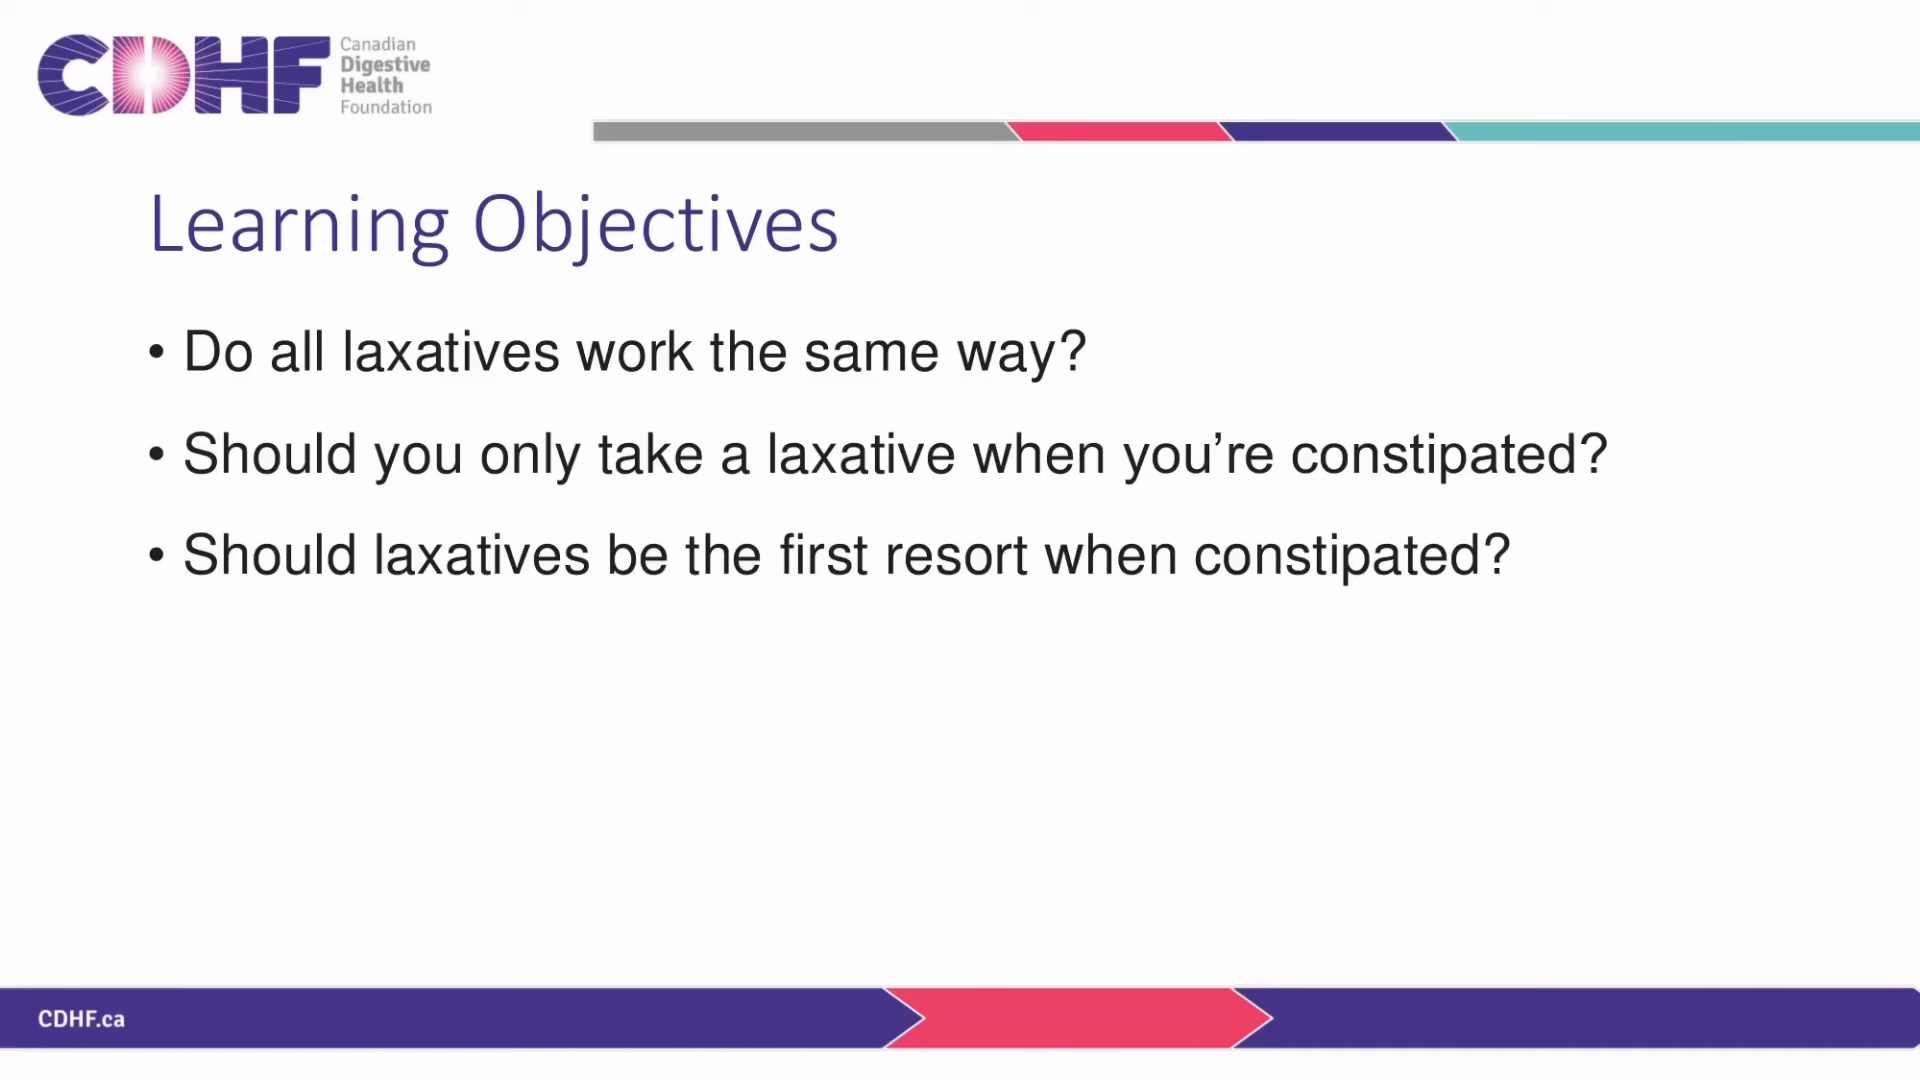 CDHF
Canadian
Digestive
Health
Foundation
Learning Objectives
• Do all laxatives work the same way?
• Should you only take a laxative when you’re constipated?
• Should laxatives be the first resort when constipated?
CDHF.ca